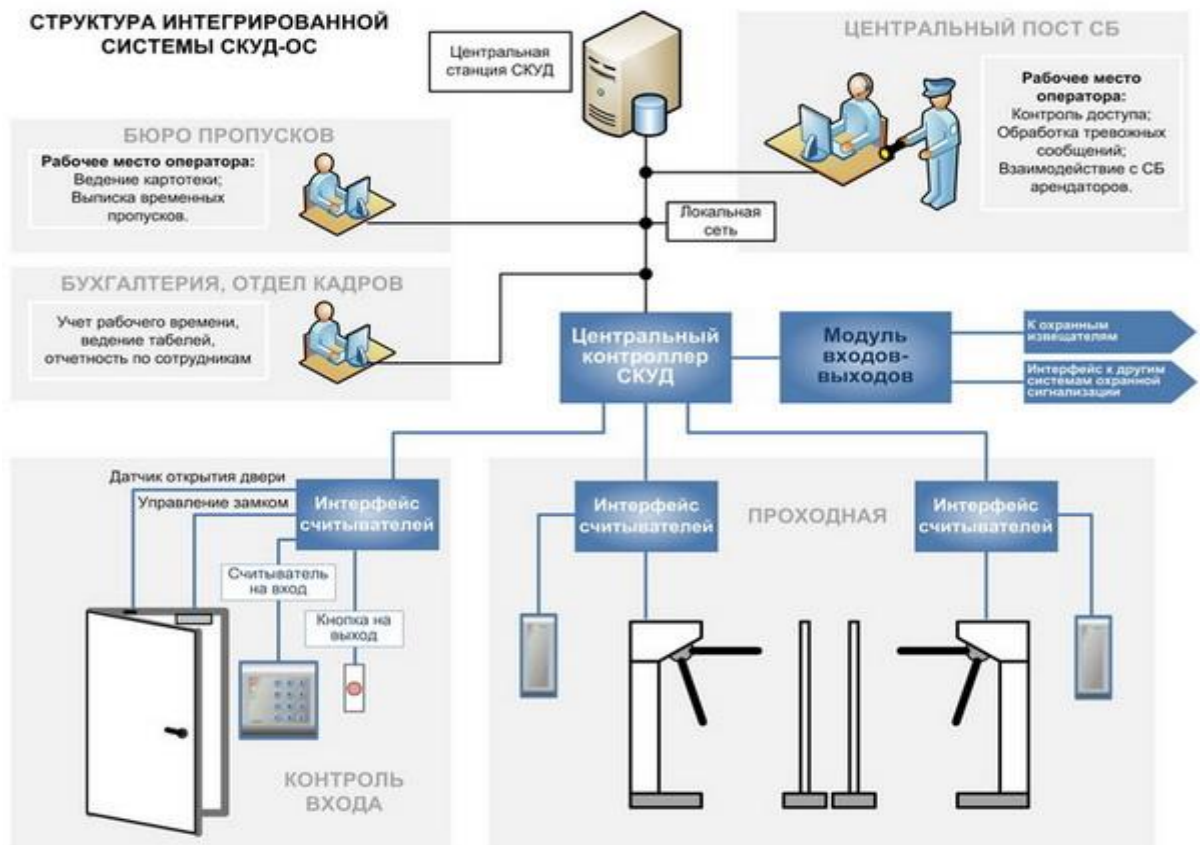 СТРУКТУРА ИНТЕГРИРОВАННОЙ
СИСТЕМЫ СКУД-ОС
Центральная
станция СКУД
ЦЕНТРАЛЬНЫЙ ПОСТ СБ
Рабочее место
оператора:
Контроль доступа;
Обработка тревожных
сообщений;
Взаимодействие с СБ
арендаторов.
БЮРО ПРОПУСКОВ
Рабочее место оператора:
Ведение картотеки;
Выписка временных
пропусков.
Локальная
сеть
БУХГАЛТЕРИЯ, ОТДЕЛ КАДРОВ
Учет рабочего времени,
ведение табелей,
отчетность по сотрудникам
Центральный
контроллер
СКУД
Модуль
входов-
выходов
К охранным
извещателям
Интерфейс к другим
системам охранной
сигнализации
Датчик открытия двери
Управление замком
Интерфейс
считывателей
Считыватель
на вход
Кнопка на
выход
КОНТРОЛЬ
ВХОДА
Интерфейс
считывателей
ПРОХОДНАЯ
Интерфейс
считывателей